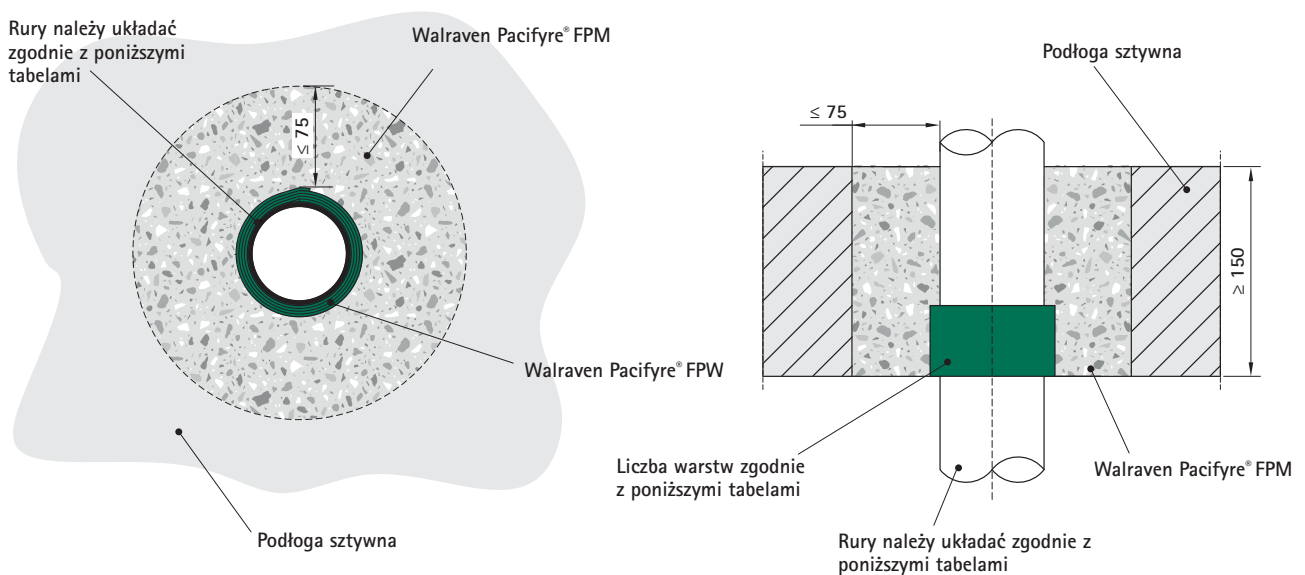 Rury należy układać
zgodnie z poniższymi
tabelami
Walraven Pacifyre® FPM
≤ 75
Walraven Pacifyre® FPW
Podłoga sztywna
Podłoga sztywna
≤ 75
≥ 150
Liczba warstw zgodnie
z poniższymi tabelami
Walraven Pacifyre® FPM
Rury należy układać zgodnie z
poniższymi tabelami